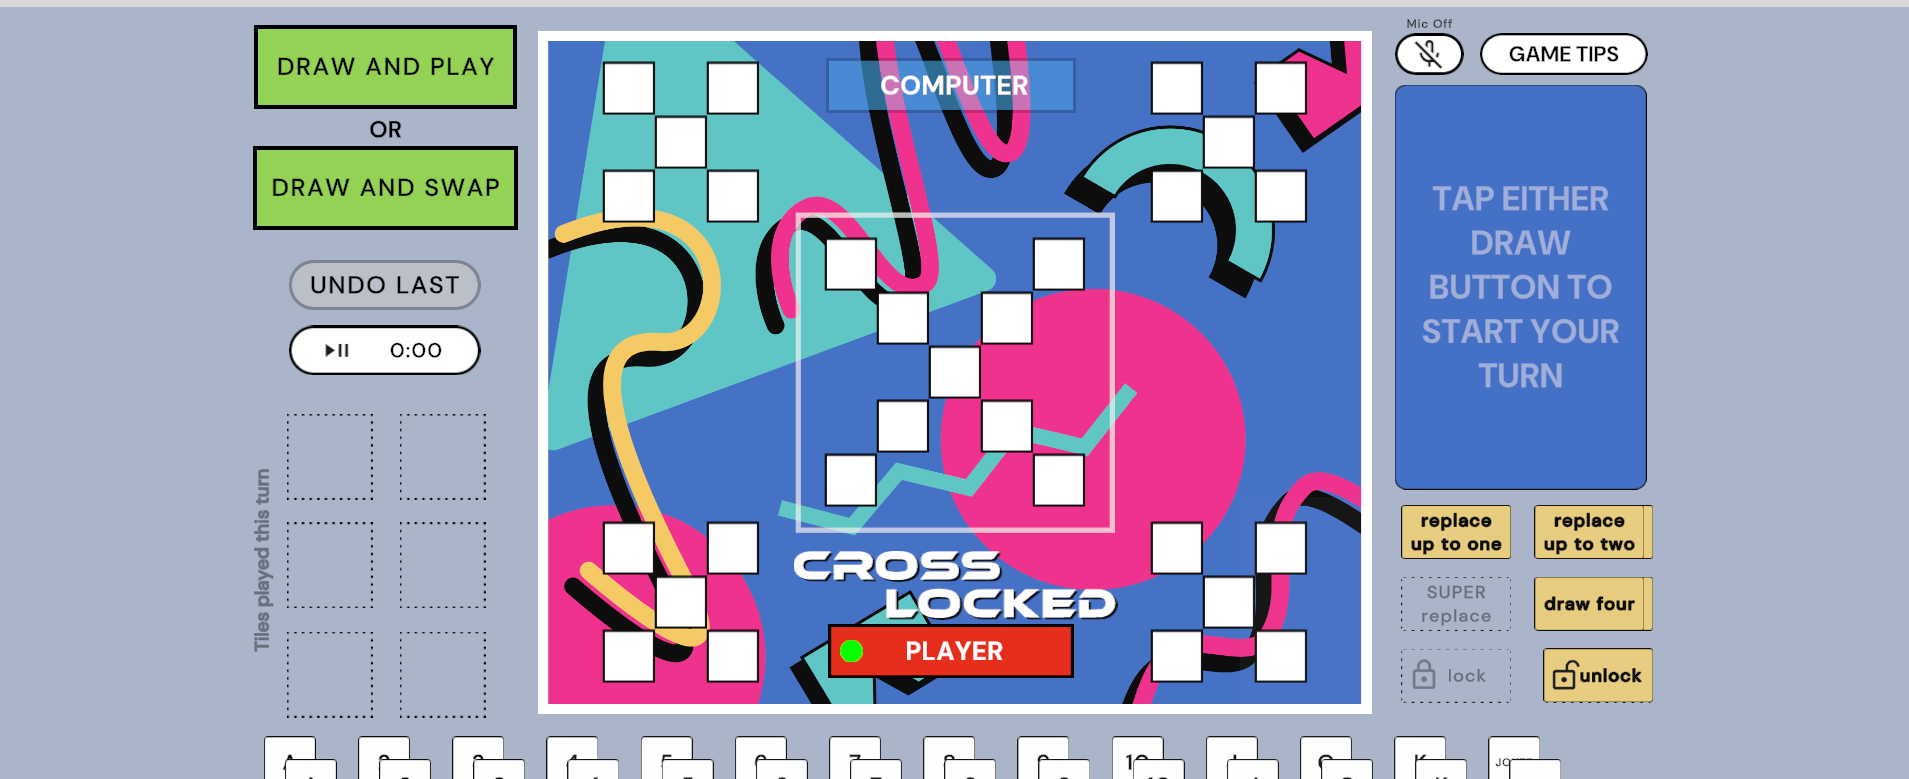 DRAW AND PLAY
OR
DRAW AND SWAP
UNDO LAST
0:00
Tiles played this turn
COMPUTER
CROSS
LOCKED
PLAYER
Mic Off
GAME TIPS
TAP EITHER
DRAW
BUTTON TO
START YOUR
TURN
replace
up to one
replace
up to two
SUPER
replace
draw four
lock
unlock